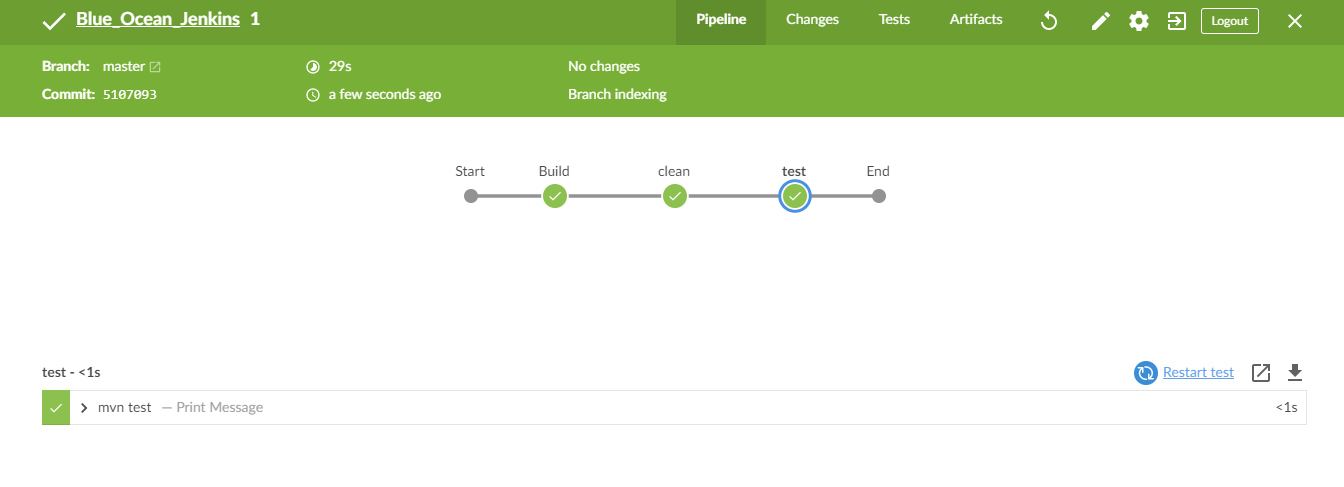 Blue_Ocean_Jenkins 1 Pipeline Changes Tests Artifacts Logout
Branch: master 29s No changes
Commit: 5107093 a few seconds ago Branch indexing
Start Build clean test End
test - <1s Restart test
mvn test — Print Message <1s